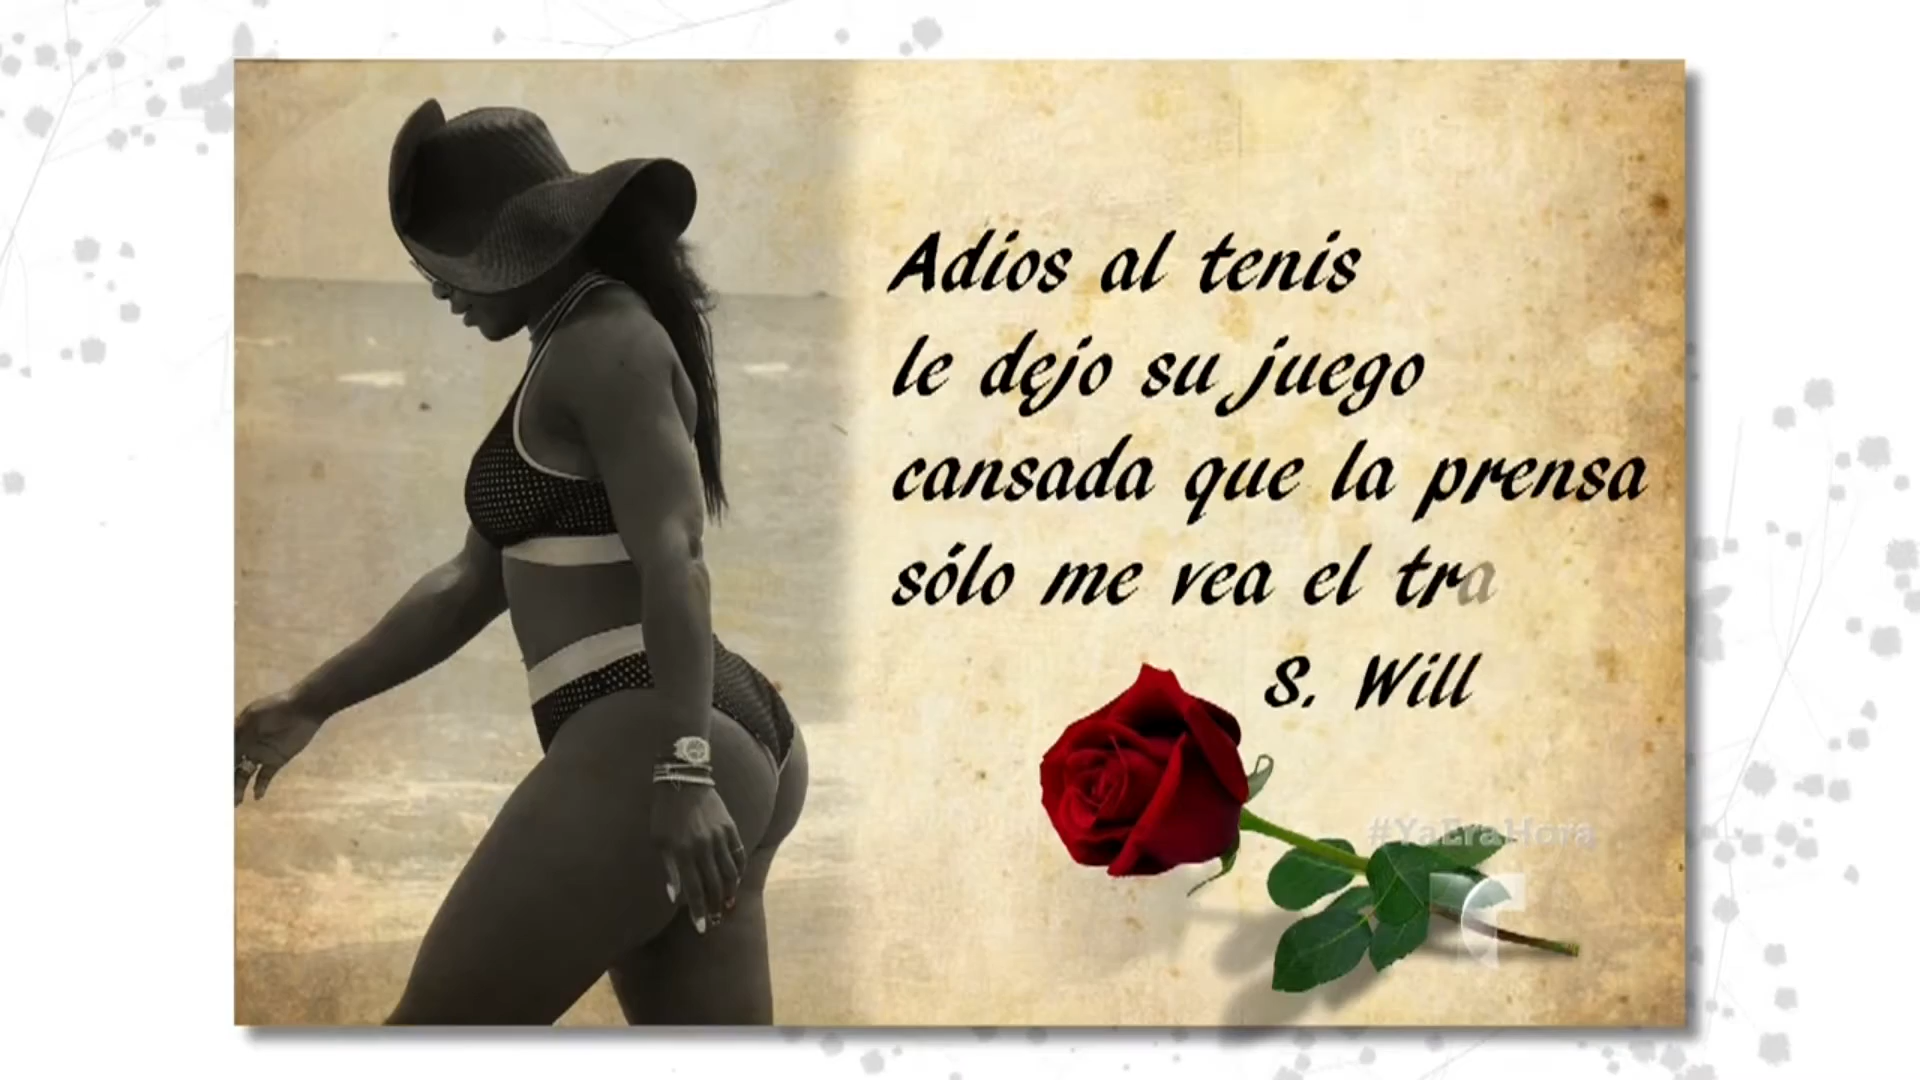 Adios al tenis
le dejo su juego
cansada que la prensa
sólo me vea el tra
S. Will
#YaEraHora